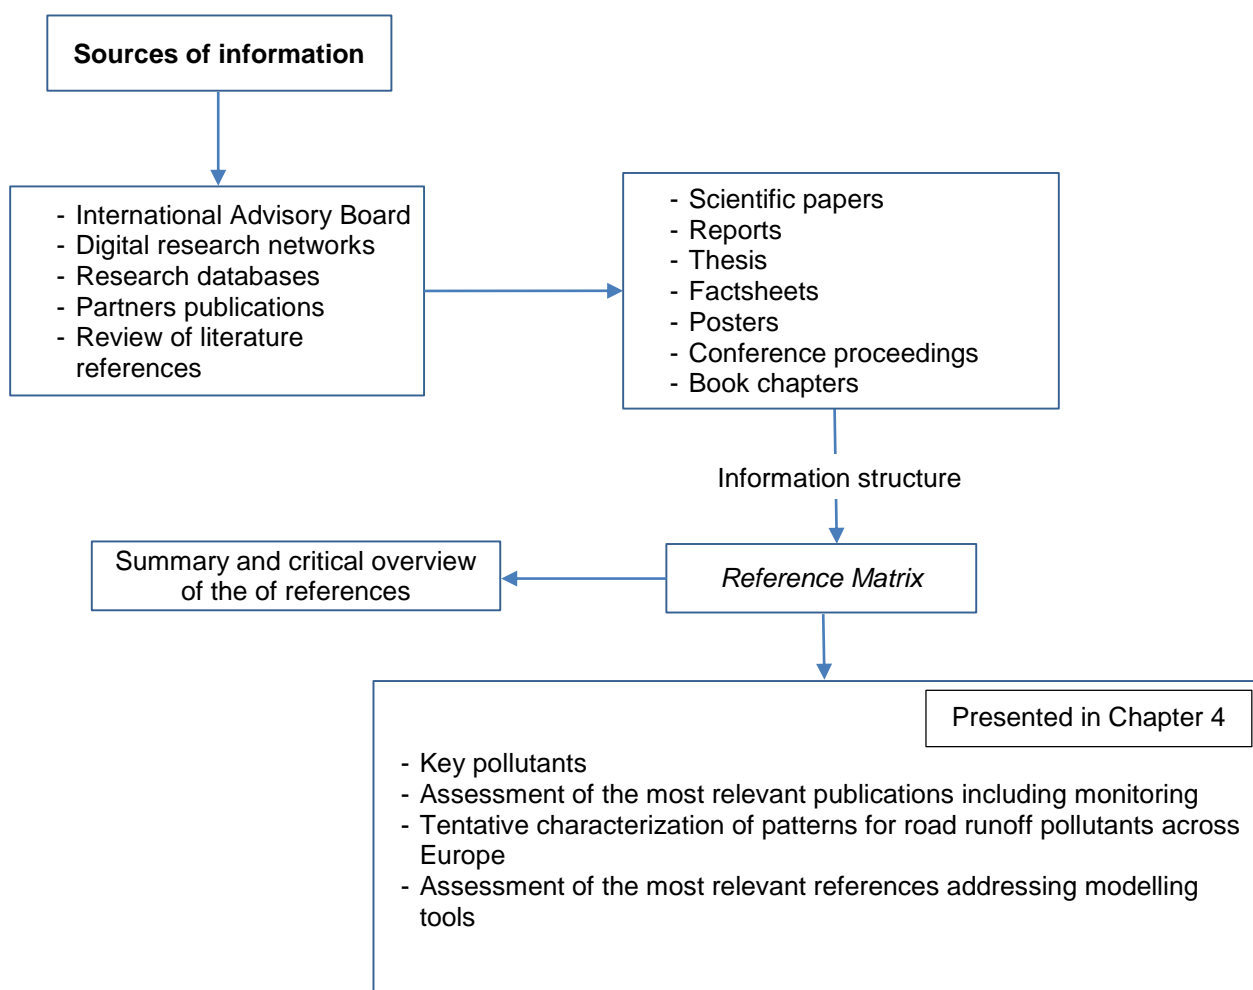 Sources of information
- International Advisory Board
- Digital research networks
- Research databases
- Partners publications
- Review of literature
references
- Scientific papers
- Reports
- Thesis
- Factsheets
- Posters
- Conference proceedings
- Book chapters
Information structure
Reference Matrix
Summary and critical overview
of the of references
Presented in Chapter 4
- Key pollutants
- Assessment of the most relevant publications including monitoring
- Tentative characterization of patterns for road runoff pollutants across
Europe
- Assessment of the most relevant references addressing modelling
tools